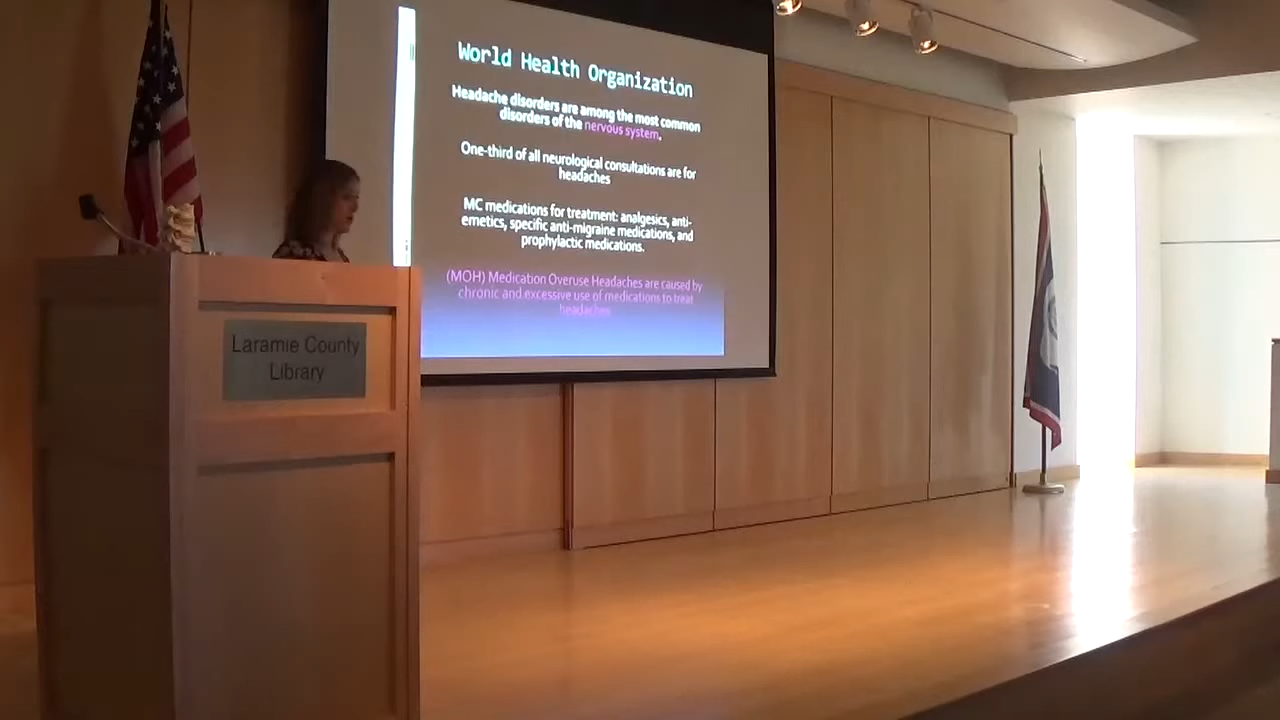 World Health Organization
Headache disorders are among the most common
disorders of the nervous system.
One-third of all neurological consultations are for
headaches
MC medications for treatment: analgesics, anti-
emetics, specific anti-migraine medications, and
prophylactic medications.
(MOH) Medication Overuse Headaches are caused by
chronic and excessive use of medications to treat
headaches
Laramie County
Library